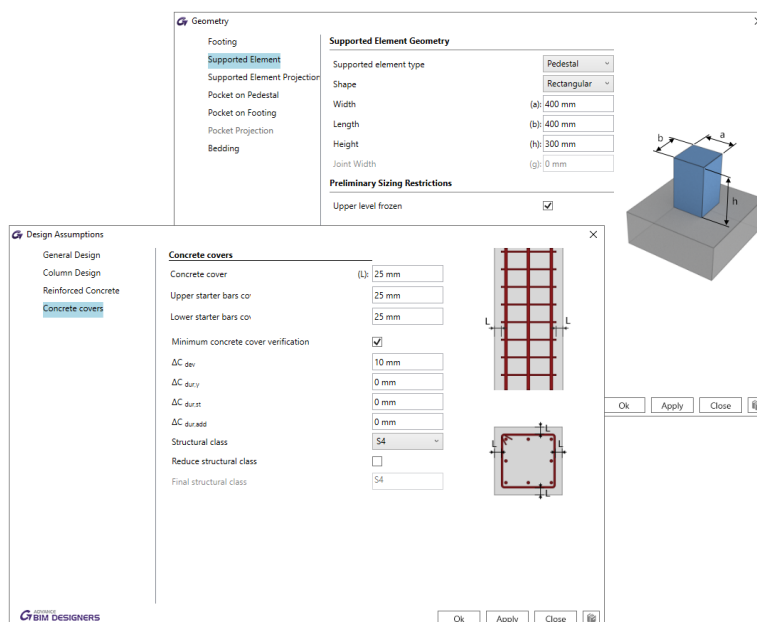 Geometry
Footing
Supported Element
Supported Element Projection
Pocket on Pedestal
Pocket on Footing
Pocket Projection
Bedding
Supported Element Geometry
Supported element type Pedestal
Shape Rectangular
Width (a): 400 mm
Length (b): 400 mm
Height (h): 300 mm
Joint Width (g): 0 mm
Preliminary Sizing Restrictions
Upper level frozen
b a
h
Ok Apply Close
Design Assumptions
General Design
Column Design
Reinforced Concrete
Concrete covers
Concrete covers
Concrete cover (L): 25 mm
Upper starter bars co 25 mm
Lower starter bars co 25 mm
Minimum concrete cover verification
ΔC dev 10 mm
ΔC dur,y 0 mm
ΔC dur,st 0 mm
ΔC dur,add 0 mm
Structural class S4
Reduce structural class
Final structural class S4
L L
L
L L
L
ADVANCE
BIM DESIGNERS
Ok Apply Close